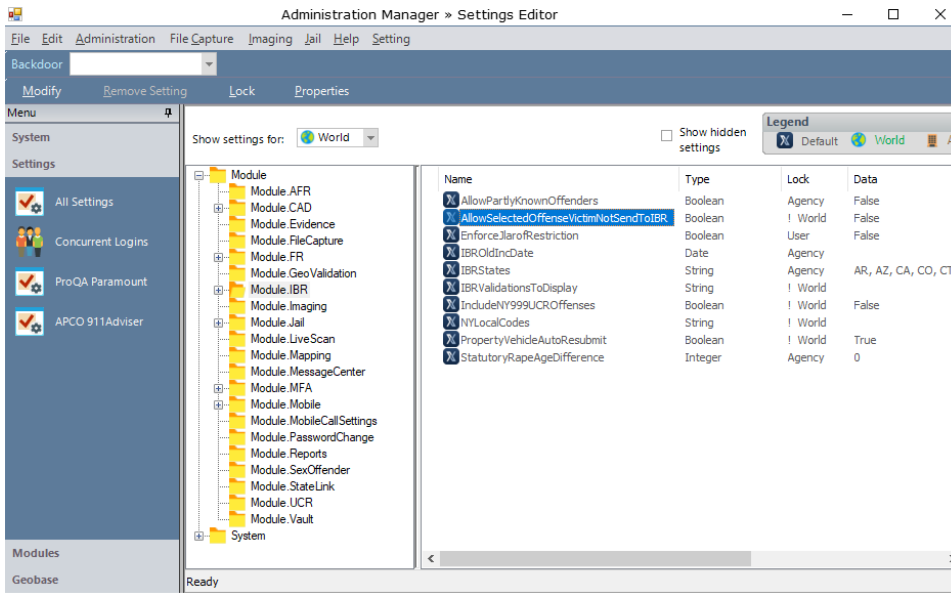 Administration Manager » Settings Editor
File Edit Administration File Capture Imaging Jail Help Setting
Backdoor
Modify Remove Setting Lock Properties
Menu
System
Settings
All Settings
Concurrent Logins
ProQA Paramount
APCO 911Adviser
Modules
Geobase
Show settings for: World
Show hidden
settings
Legend
Default World
Module
Module.AFR
Module.CAD
Module.Evidence
Module.FileCapture
Module.FR
Module.GeoValidation
Module.IBR
Module.Imaging
Module.Jail
Module.LiveScan
Module.Mapping
Module.MessageCenter
Module.MFA
Module.Mobile
Module.MobileCallSettings
Module.PasswordChange
Module.Reports
Module.SexOffender
Module.StateLink
Module.UCR
Module.Vault
System
Name Type Lock Data
AllowPartlyKnownOffenders Boolean Agency False
AllowSelectedOffenseVictimNotSendToIBR Boolean ! World False
EnforceJlarofRestriction Boolean User False
IBROldIncDate Date Agency
IBRStates String Agency AR, AZ, CA, CO, CT
IBRValidationsToDisplay String ! World
IncludeNY999UCROffenses Boolean ! World False
NYLocalCodes String ! World
PropertyVehicleAutoResubmit Boolean ! World True
StatutoryRapeAgeDifference Integer Agency 0
Ready